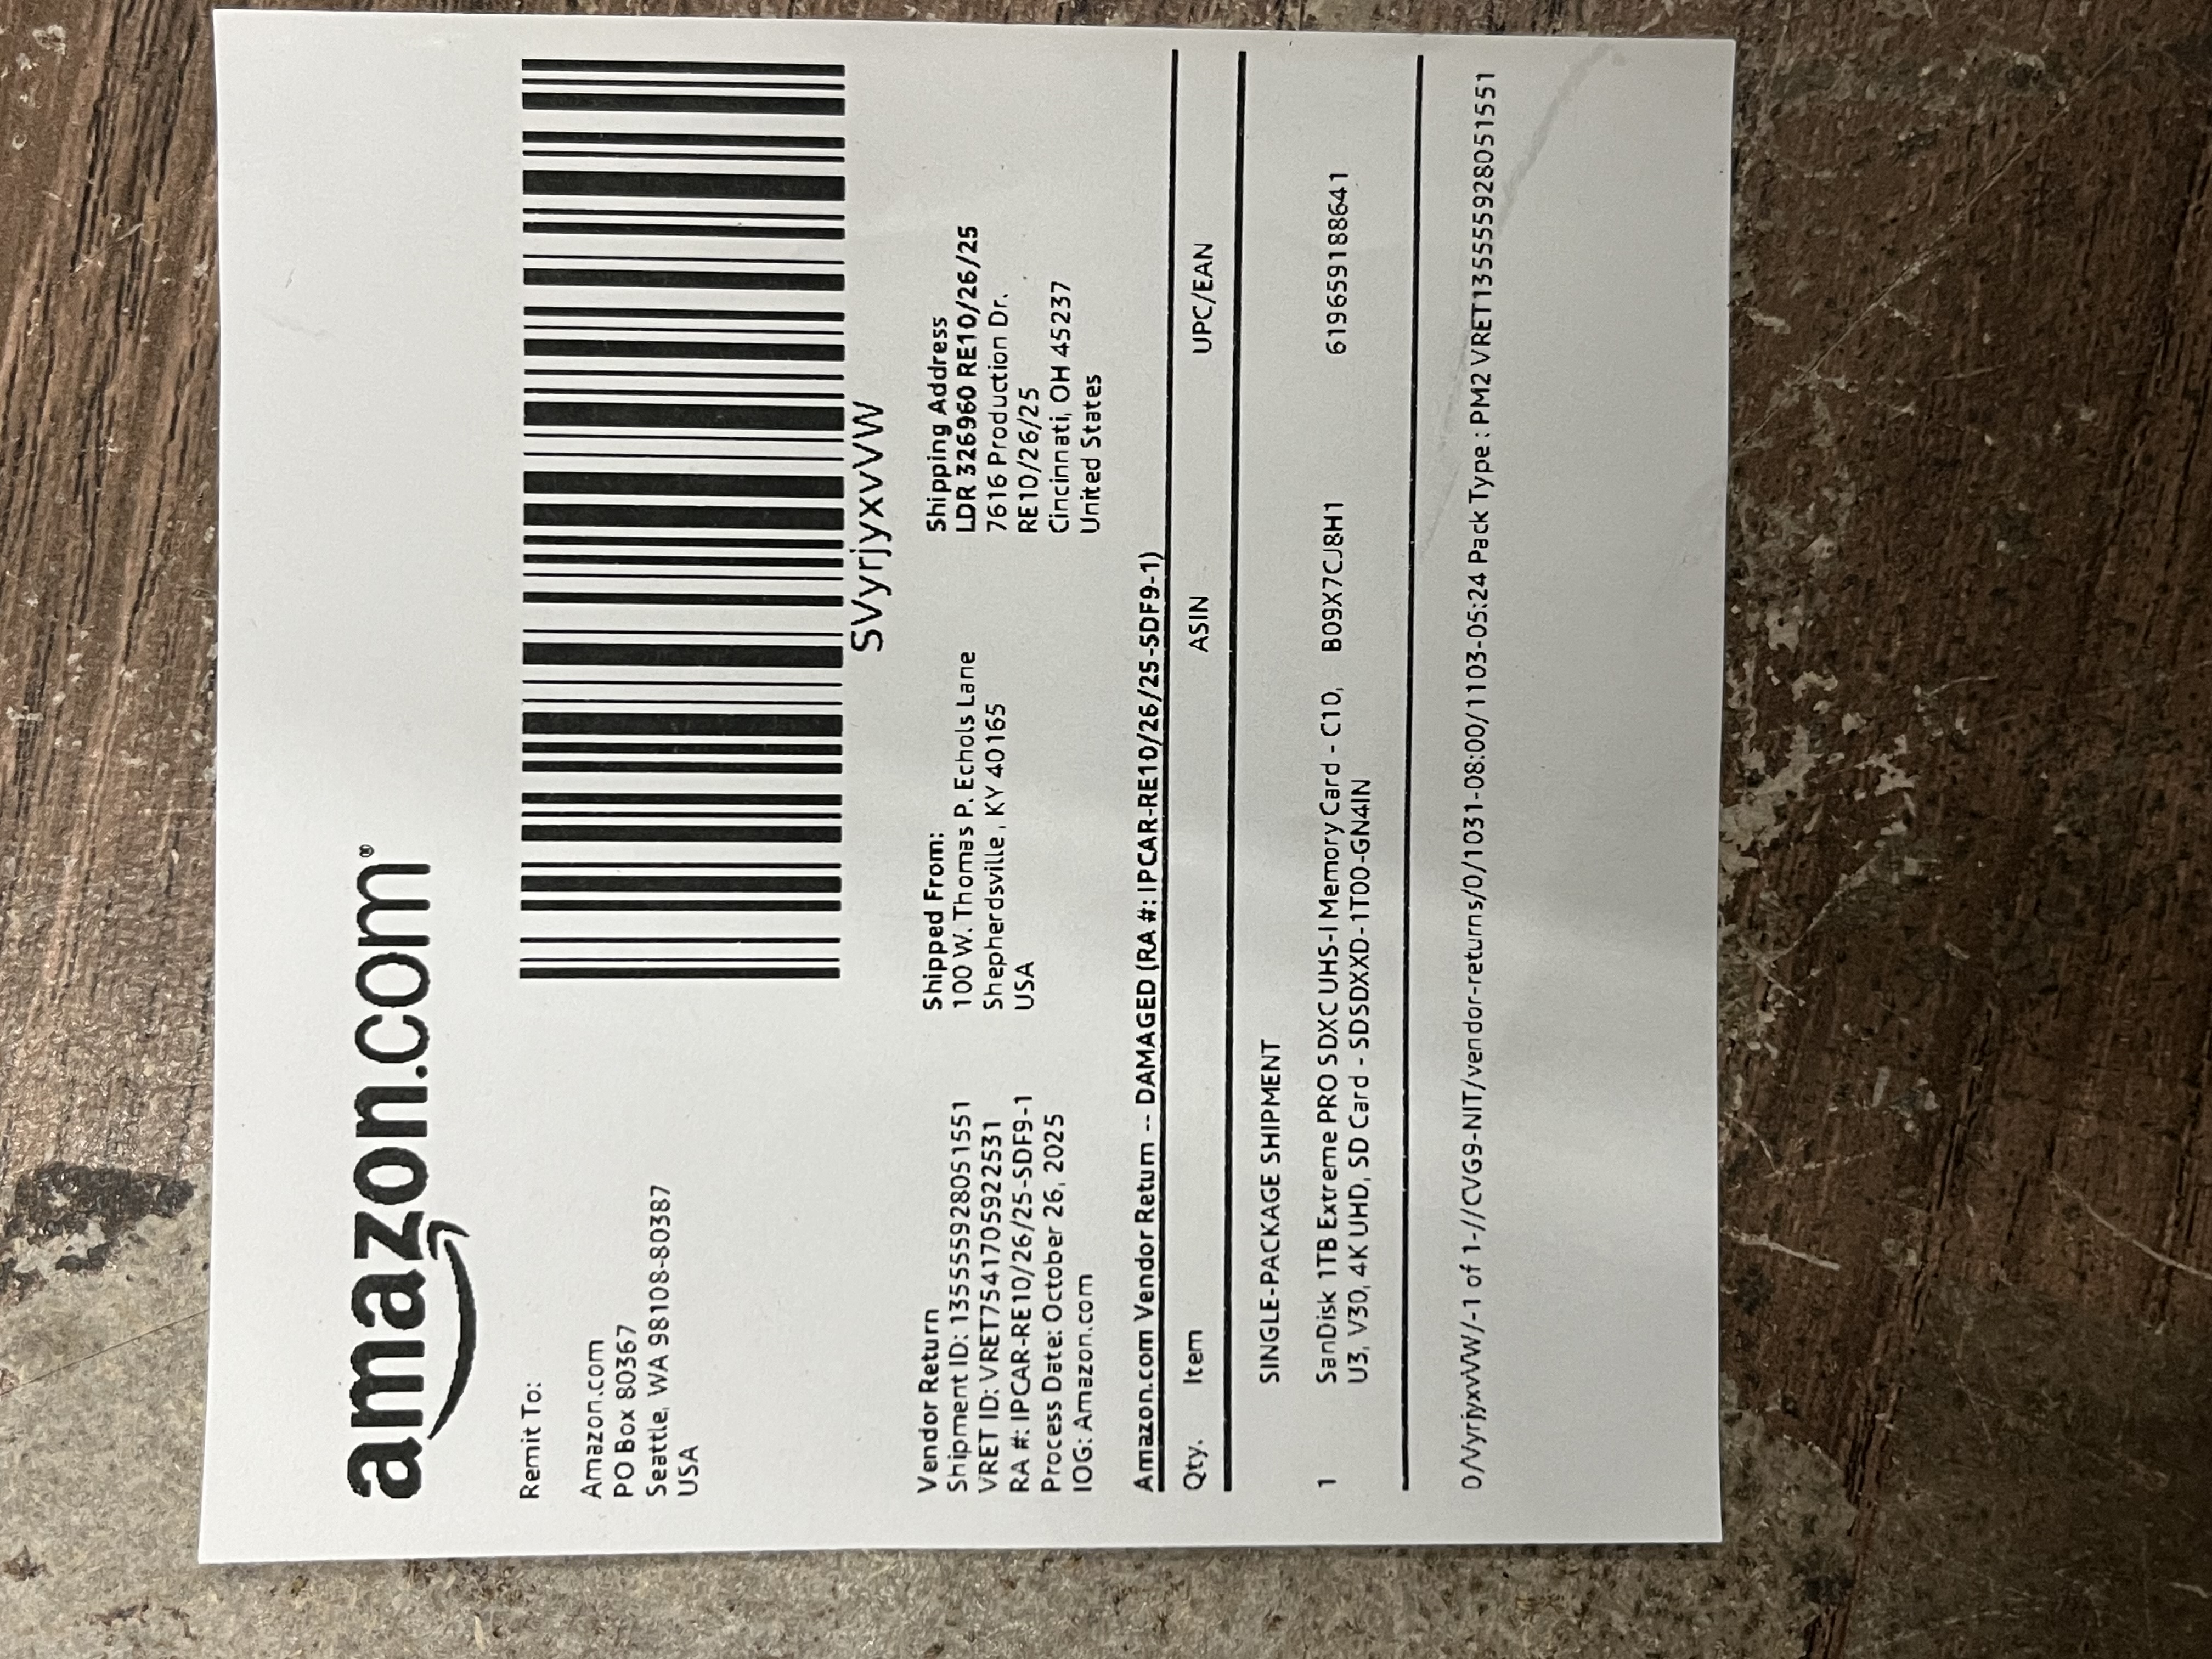 amazon.com®
Remit To:
Amazon.com
PO Box 80367
Seattle, WA 98108-80387
USA
SVyrjyxvVW
Vendor Return
Shipment ID: 13555592805​1551
VRET ID: VRET7541705922531
RA #: IPCAR-RE10/26/25-SDF9-1
Process Date: October 26, 2025
IOG: Amazon.com
Shipped From:
100 W. Thomas P. Echols Lane
Shepherdsville , KY 40165
USA
Shipping Address
LDR 326960 RE10/26/25
7616 Production Dr.
RE10/26/25
Cincinnati, OH 45237
United States
Amazon.com Vendor Return -- DAMAGED (RA #: IPCAR-RE10/26/25-SDF9-1)
Qty. Item ASIN UPC/EAN
SINGLE-PACKAGE SHIPMENT
1 SanDisk 1TB Extreme PRO SDXC UHS-I Memory Card - C10, B09X7CJ8H1 619659188641
U3, V30, 4K UHD, SD Card - SDSDXXD-1T00-GN4IN
0/VyrjyxvVW/-1 of 1-//CVG9-NIT/vendor-returns/0/1031-08:00/1103-05:24 Pack Type : PM2 VRET135555928051551